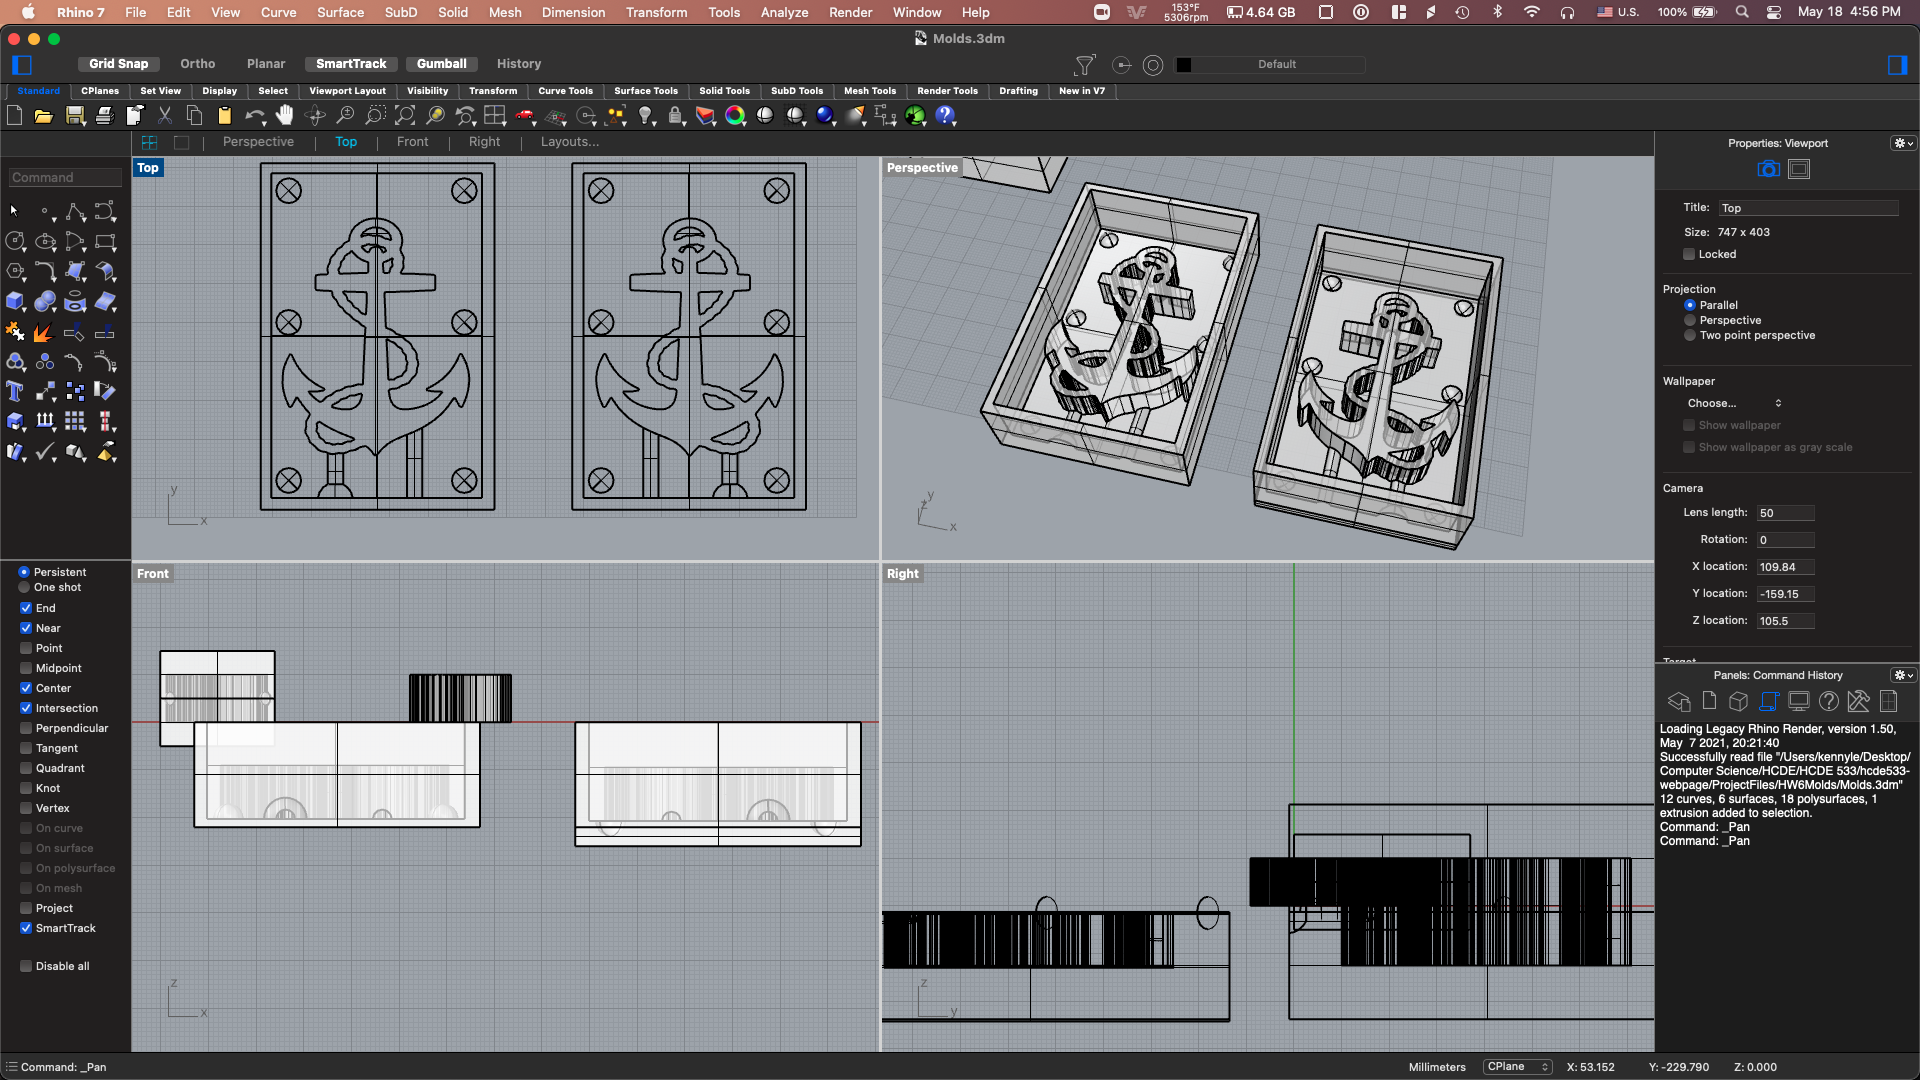 Rhino 7 File Edit View Curve Surface SubD Solid Mesh Dimension Transform Tools Analyze Render Window Help 153°F 5306rpm 4.64 GB U.S. 100% May 18 4:56 PM
Molds.3dm
Grid Snap Ortho Planar SmartTrack Gumball History Default
Standard CPlanes Set View Display Select Viewport Layout Visibility Transform Curve Tools Surface Tools Solid Tools SubD Tools Mesh Tools Render Tools Drafting New in V7
Perspective Top Front Right Layouts...
Command
Top
y
x
Perspective
y
z
x
Front
z
x
Right
z
y
Persistent
One shot
End
Near
Point
Midpoint
Center
Intersection
Perpendicular
Tangent
Quadrant
Knot
Vertex
On curve
On surface
On polysurface
On mesh
Project
SmartTrack
Disable all
Properties: Viewport
Title: Top
Size: 747 x 403
Locked
Projection
Parallel
Perspective
Two point perspective
Wallpaper
Choose...
Show wallpaper
Show wallpaper as gray scale
Camera
Lens length: 50
Rotation: 0
X location: 109.84
Y location: -159.15
Z location: 105.5
Target
Panels: Command History
Loading Legacy Rhino Render, version 1.50,
May 7 2021, 20:21:40
Successfully read file "/Users/kennyle/Desktop/
Computer Science/HCDE/HCDE 533/hcde533-
webpage/ProjectFiles/HW6Molds/Molds.3dm"
12 curves, 6 surfaces, 18 polysurfaces, 1
extrusion added to selection.
Command: _Pan
Command: _Pan
Command: _Pan Millimeters CPlane X: 53.152 Y: -229.790 Z: 0.000